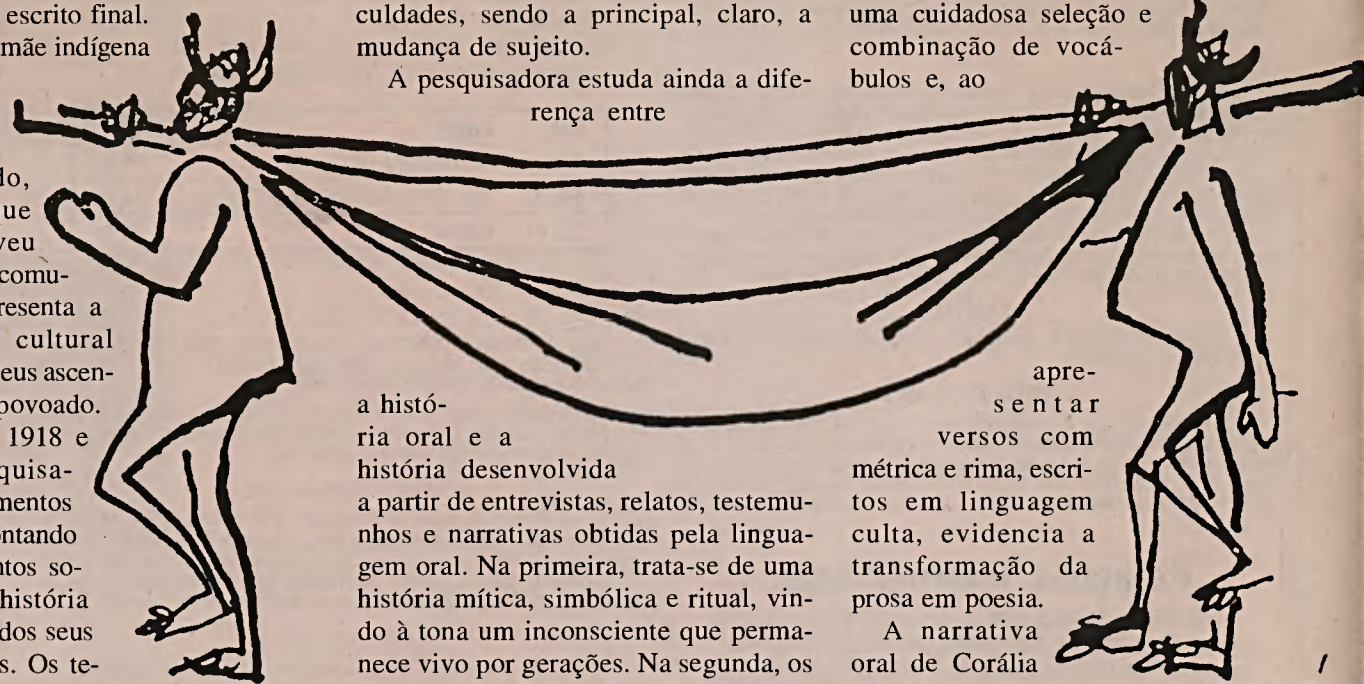 escrito final.
mãe indígena
do,
ue
veu
comu-
resenta a
cultural
eus ascen-
povoado.
1918 e
quisa-
mentos
ntando
ntos so-
história
dos seus
s. Os te-
culdades, sendo a principal, claro, a
mudança de sujeito.
A pesquisadora estuda ainda a dife-
rença entre
a histó-
ria oral e a
história desenvolvida
a partir de entrevistas, relatos, testemu-
nhos e narrativas obtidas pela lingua-
gem oral. Na primeira, trata-se de uma
história mítica, simbólica e ritual, vin-
do à tona um inconsciente que perma-
nece vivo por gerações. Na segunda, os
uma cuidadosa seleção e
combinação de vocá-
bulos e, ao
apre-
sentar
versos com
métrica e rima, escri-
tos em linguagem
culta, evidencia a
transformação da
prosa em poesia.
A narrativa
oral de Corália